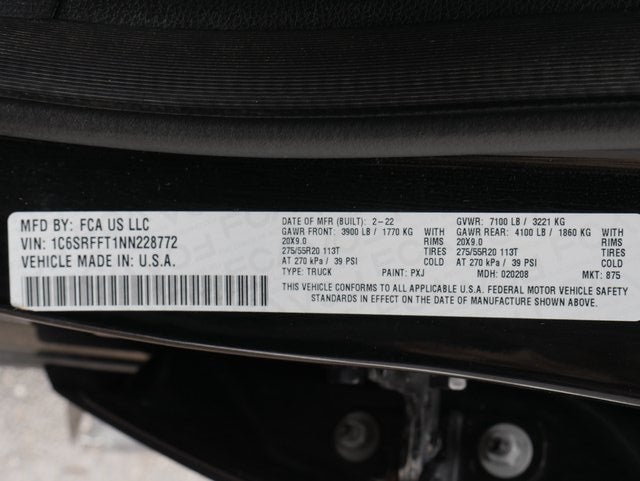 MFD BY: FCA US LLC
VIN: 1C6SRFFT1NN228772
VEHICLE MADE IN: U.S.A.
DATE OF MFR (BUILT): 2-22 GVWR: 7100 LB / 3221 KG
GAWR FRONT: 3900 LB / 1770 KG WITH GAWR REAR: 4100 LB / 1860 KG WITH
20X9.0 RIMS 20X9.0 RIMS
275/55R20 113T TIRES 275/55R20 113T TIRES
AT 270 kPa / 39 PSI COLD AT 270 kPa / 39 PSI COLD
TYPE: TRUCK PAINT: PXJ MDH: 020208 MKT: 875
THIS VEHICLE CONFORMS TO ALL APPLICABLE U.S.A. FEDERAL MOTOR VEHICLE SAFETY
STANDARDS IN EFFECT ON THE DATE OF MANUFACTURE SHOWN ABOVE.